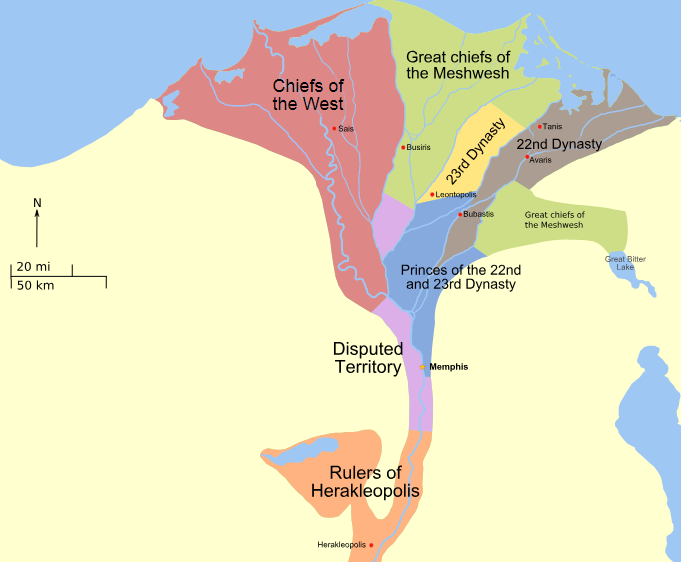 Great chiefs of
the Meshwesh
Chiefs of
the West
Sais
Busiris
23rd Dynasty
Tanis
22nd Dynasty
Avaris
Leontopolis
Bubastis
Great chiefs of
the Meshwesh
N
20 mi
50 km
Great Bitter
Lake
Princes of the 22nd
and 23rd Dynasty
Disputed
Territory
Memphis
Rulers of
Herakleopolis
Herakleopolis